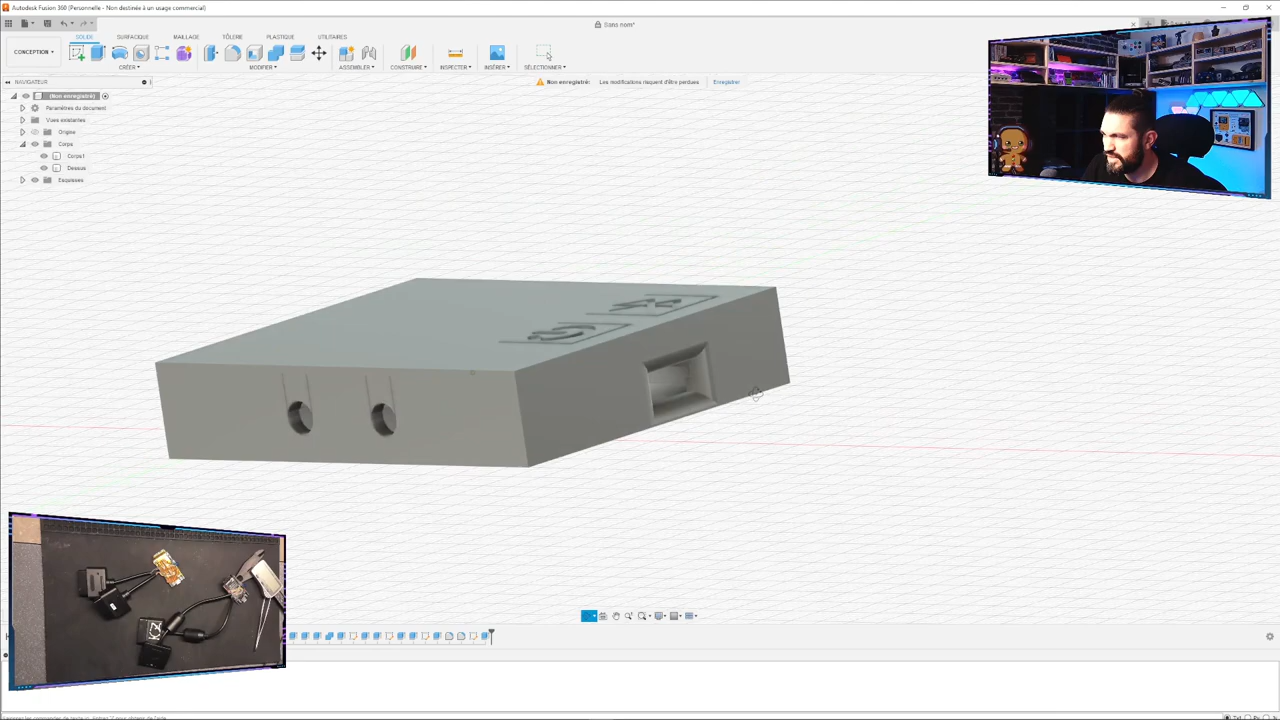 Autodesk Fusion 360 (Personnelle - Non destinée à un usage commercial)
Sans nom*
SOLIDE SURFACIQUE MAILLAGE TÔLERIE PLASTIQUE UTILITAIRES
CONCEPTION
CRÉER MODIFIER ASSEMBLER CONSTRUIRE INSPECTER INSÉRER SÉLECTIONNER
NAVIGATEUR
Non enregistré: Les modifications risquent d'être perdues Enregistrer
(Non enregistré)
Paramètres du document
Vues existantes
Origine
Corps
Corps1
Dessus
Esquisses